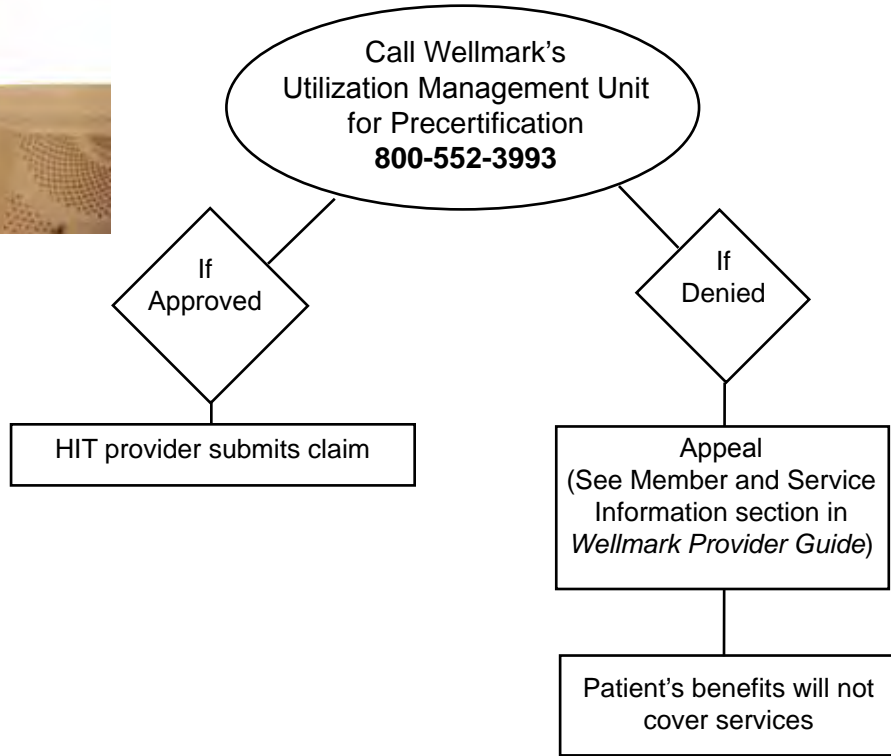 Call Wellmark's
Utilization Management Unit
for Precertification
800-552-3993
If
Approved
If
Denied
HIT provider submits claim
Appeal
(See Member and Service
Information section in
Wellmark Provider Guide)
Patient's benefits will not
cover services